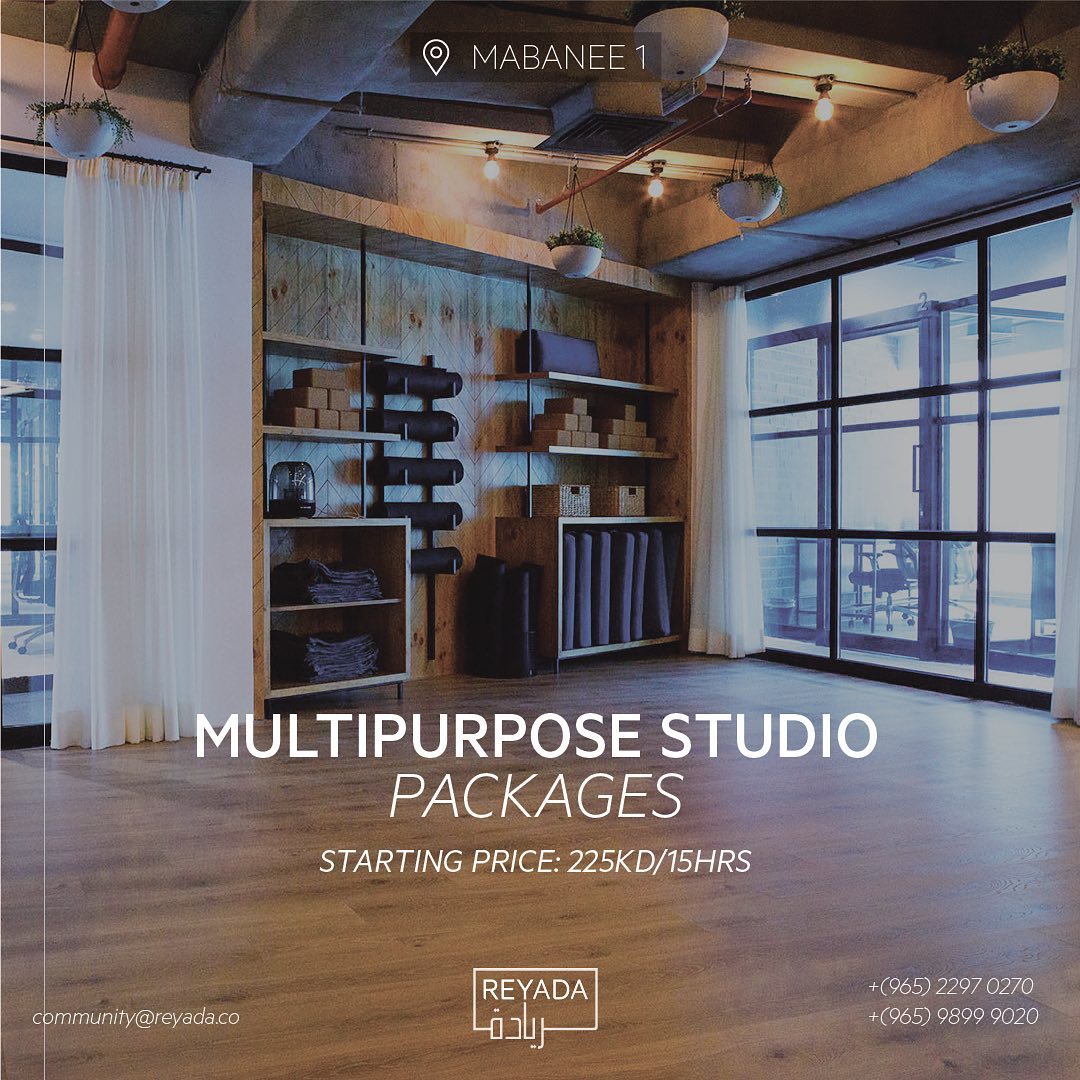 MABANEE 1
2
MULTIPURPOSE STUDIO
PACKAGES
STARTING PRICE: 225KD/15HRS
REYADA
ريادة
community@reyada.co
+(965) 2297 0270
+(965) 9899 9020